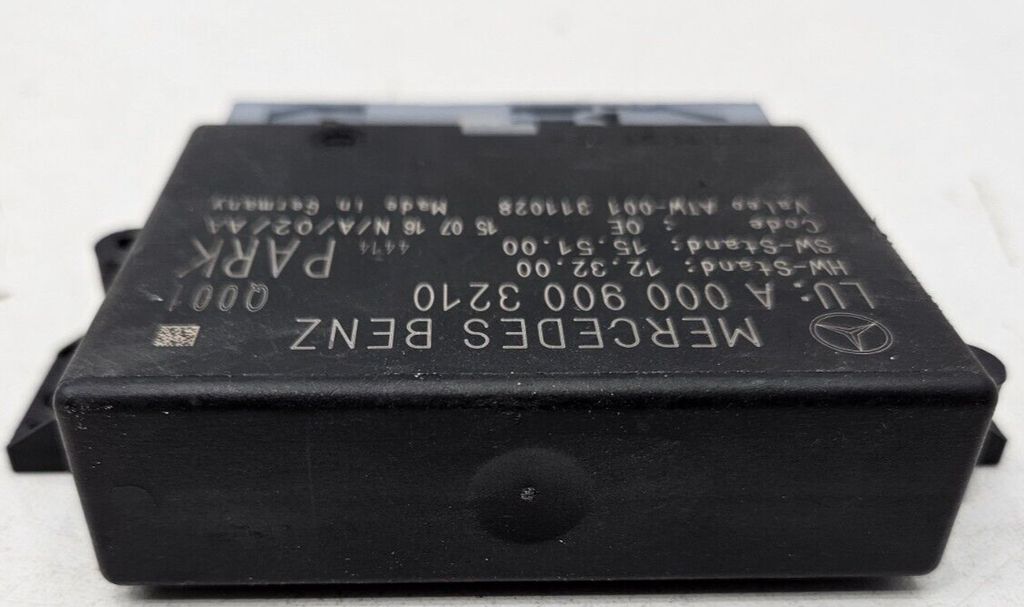 MERCEDES BENZ
LU: A 000 900 3210 Q001
HW-Stand: 12.32.00
SW-Stand: 15.51.00
PARK
4474
Code : 0E 15 07 16 N/A/02/AA
Valeo ATW-001 311028 Made in Germany